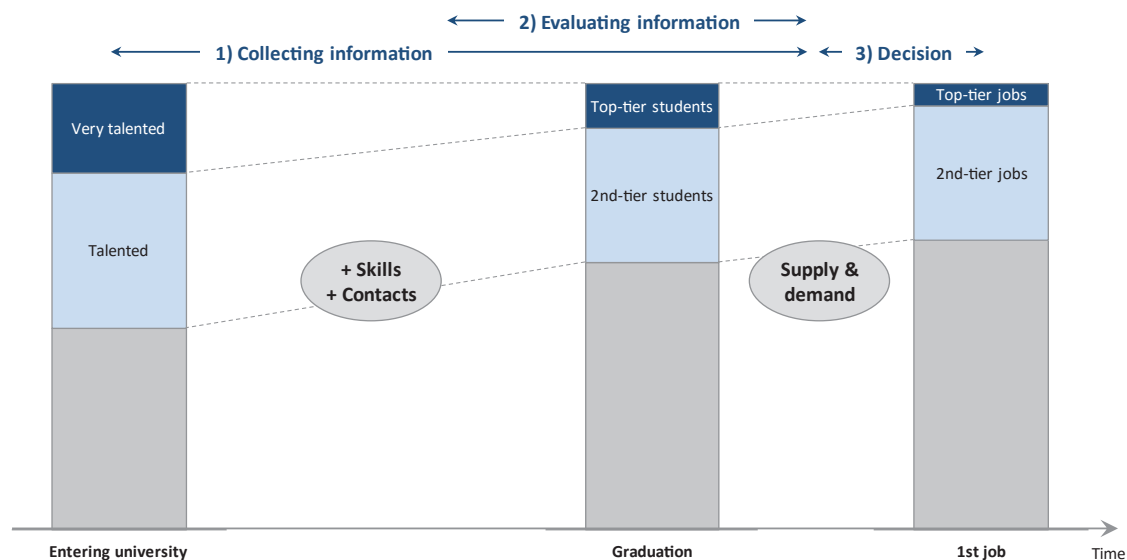 2) Evaluating information
1) Collecting information
3) Decision
Very talented
Top-tier students
Top-tier jobs
2nd-tier students
2nd-tier jobs
Talented
+ Skills
+ Contacts
Supply &
demand
Entering university
Graduation
1st job
Time